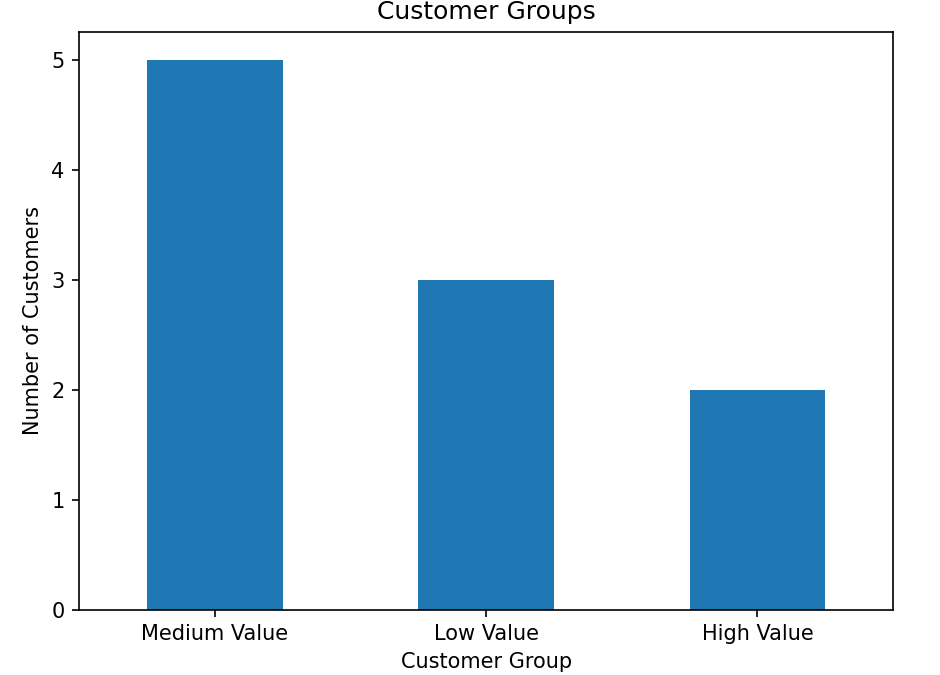 Customer Groups
Number of Customers
5
4
3
2
1
0
Medium Value
Low Value
High Value
Customer Group